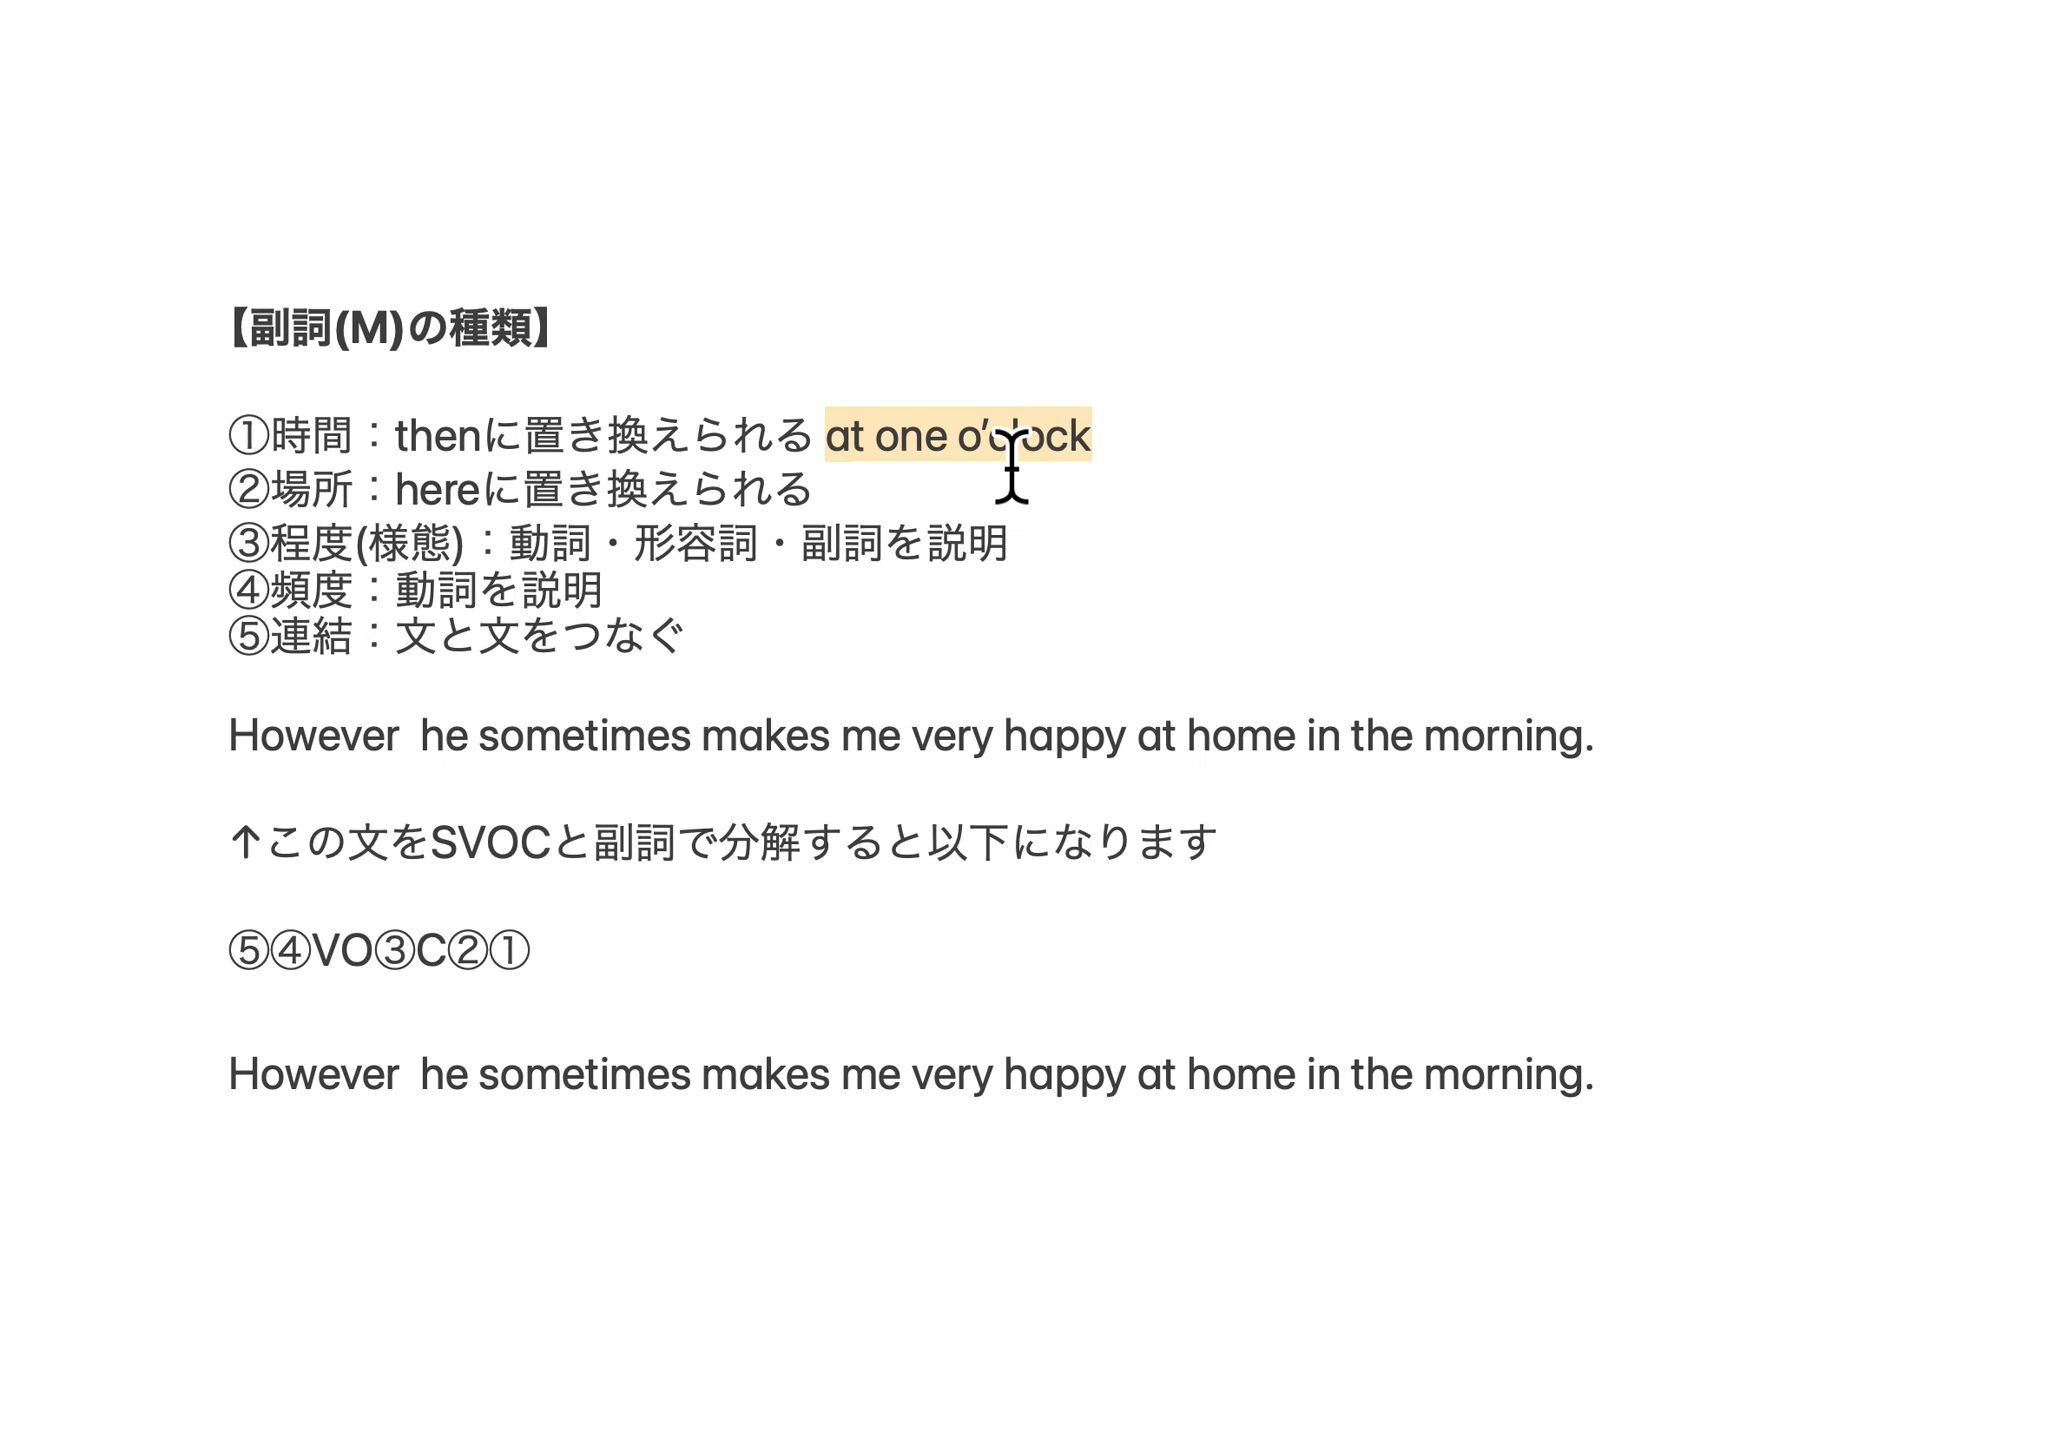 【副詞(M)の種類】
①時間：thenに置き換えられる at one o’clock
②場所：hereに置き換えられる
③程度(様態)：動詞・形容詞・副詞を説明
④頻度：動詞を説明
⑤連結：文と文をつなぐ
However  he sometimes makes me very happy at home in the morning.
↑この文をSVOCと副詞で分解すると以下になります
⑤④VO③C②①
However  he sometimes makes me very happy at home in the morning.